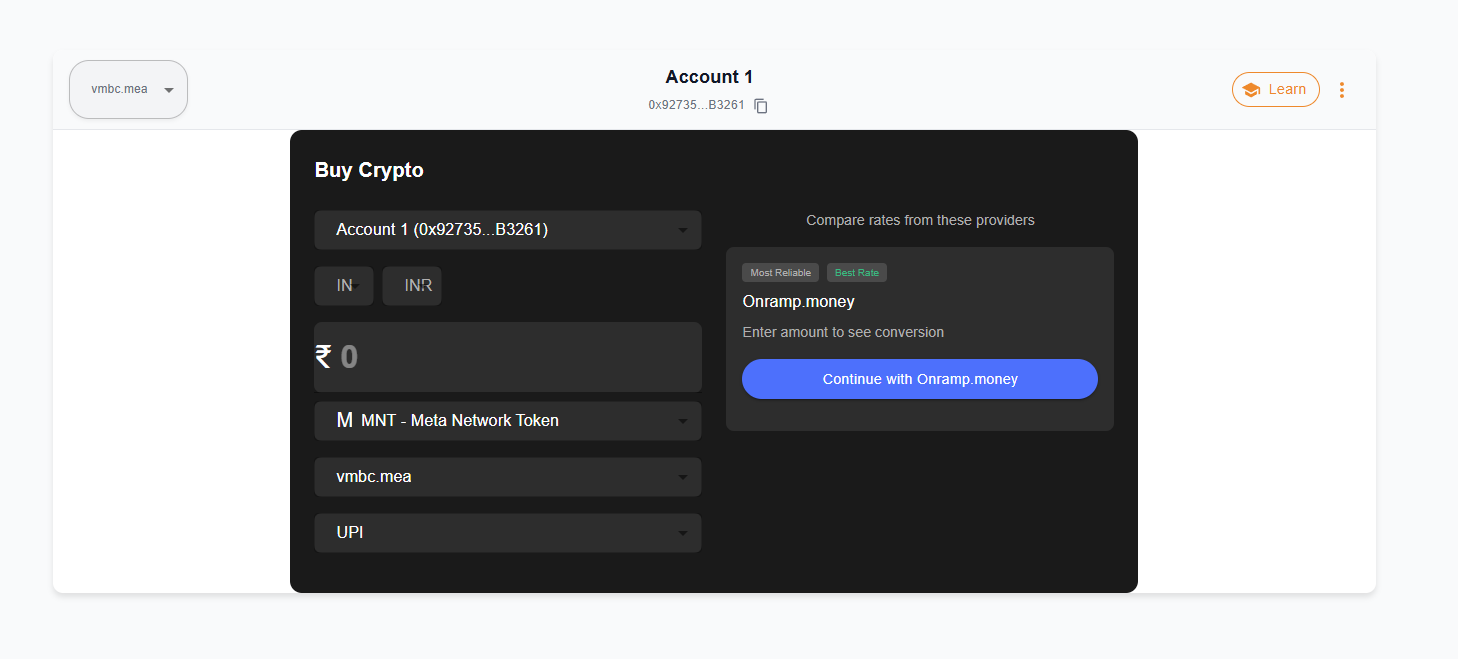 vmbc.mea
Account 1
0x92735...B3261
Learn
Buy Crypto
Account 1 (0x92735...B3261)
IN
INR
₹ 0
M MNT - Meta Network Token
vmbc.mea
UPI
Compare rates from these providers
Most Reliable
Best Rate
Onramp.money
Enter amount to see conversion
Continue with Onramp.money